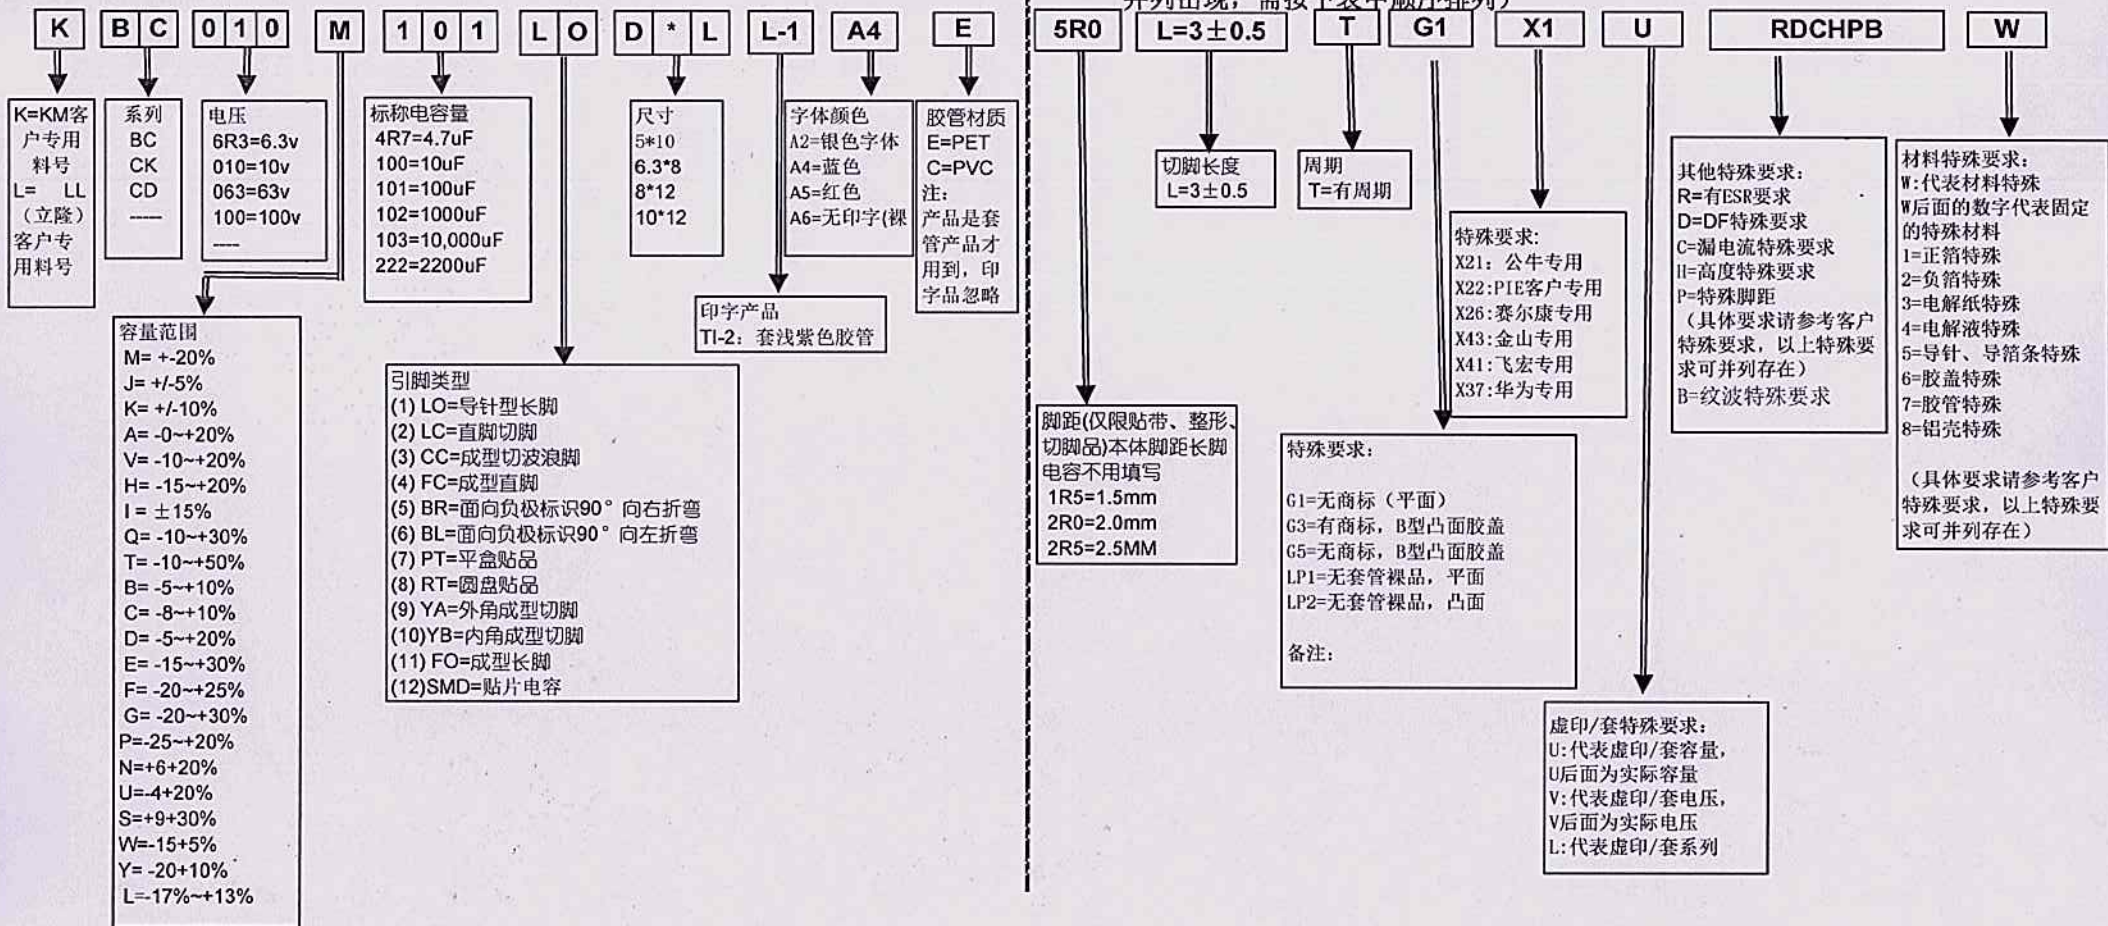 并列出现，需按下表中顺序排列）
K B C 0 1 0 M 1 0 1 L O D * L L-1 A4 E 5R0 L=3±0.5 T G1 X1 U RDCHPB W
K=KM客
户专用
料号
L= LL
（立隆）
客户专
用料号
系列
BC
CK
CD
-----
电压
6R3=6.3v
010=10v
063=63v
100=100v
----
标称电容量
4R7=4.7uF
100=10uF
101=100uF
102=1000uF
103=10,000uF
222=2200uF
尺寸
5*10
6.3*8
8*12
10*12
字体颜色
A2=银色字体
A4=蓝色
A5=红色
A6=无印字(裸
胶管材质
E=PET
C=PVC
注:
产品是套
管产品才
用到，印
字品忽略
印字产品
TI-2：套浅紫色胶管
容量范围
M= +-20%
J= +/-5%
K= +/-10%
A= -0~+20%
V= -10~+20%
H= -15~+20%
I = ±15%
Q= -10~+30%
T= -10~+50%
B= -5~+10%
C= -8~+10%
D= -5~+20%
E= -15~+30%
F= -20~+25%
G= -20~+30%
P=-25~+20%
N=+6+20%
U=-4+20%
S=+9+30%
W=-15+5%
Y= -20+10%
L=-17%~+13%
引脚类型
(1) LO=导针型长脚
(2) LC=直脚切脚
(3) CC=成型切波浪脚
(4) FC=成型直脚
(5) BR=面向负极标识90° 向右折弯
(6) BL=面向负极标识90° 向左折弯
(7) PT=平盒贴品
(8) RT=圆盘贴品
(9) YA=外角成型切脚
(10)YB=内角成型切脚
(11) FO=成型长脚
(12)SMD=贴片电容
脚距(仅限贴带、整形、
切脚品)本体脚距长脚
电容不用填写
1R5=1.5mm
2R0=2.0mm
2R5=2.5MM
切脚长度
L=3±0.5
周期
T=有周期
特殊要求:
G1=无商标（平面）
G3=有商标，B型凸面胶盖
G5=无商标，B型凸面胶盖
LP1=无套管裸品，平面
LP2=无套管裸品，凸面
备注:
特殊要求:
X21：公牛专用
X22:PIE客户专用
X26:赛尔康专用
X43:金山专用
X41:飞宏专用
X37:华为专用
虚印/套特殊要求:
U:代表虚印/套容量，
U后面为实际容量
V:代表虚印/套电压，
V后面为实际电压
L:代表虚印/套系列
其他特殊要求:
R=有ESR要求
D=DF特殊要求
C=漏电流特殊要求
H=高度特殊要求
P=特殊脚距
（具体要求请参考客户
特殊要求，以上特殊要
求可并列存在）
B=纹波特殊要求
材料特殊要求:
W:代表材料特殊
W后面的数字代表固定
的特殊材料
1=正箔特殊
2=负箔特殊
3=电解纸特殊
4=电解液特殊
5=导针、导箔条特殊
6=胶盖特殊
7=胶管特殊
8=铝壳特殊
（具体要求请参考客户
特殊要求，以上特殊要
求可并列存在）